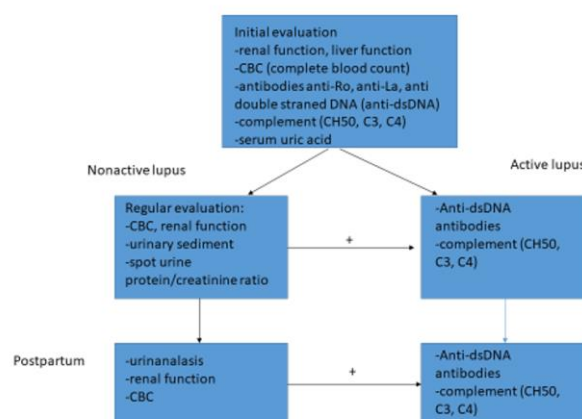 Initial evaluation
-renal function, liver function
-CBC (complete blood count)
-antibodies anti-Ro, anti-La, anti
double straned DNA (anti-dsDNA)
-complement (CH50, C3, C4)
-serum uric acid
Nonactive lupus
Active lupus
Regular evaluation:
-CBC, renal function
-urinary sediment
-spot urine
protein/creatinine ratio
+
-Anti-dsDNA
antibodies
-complement (CH50,
C3, C4)
Postpartum
-urinanalasis
-renal function
-CBC
+
-Anti-dsDNA
antibodies
-complement (CH50,
C3, C4)